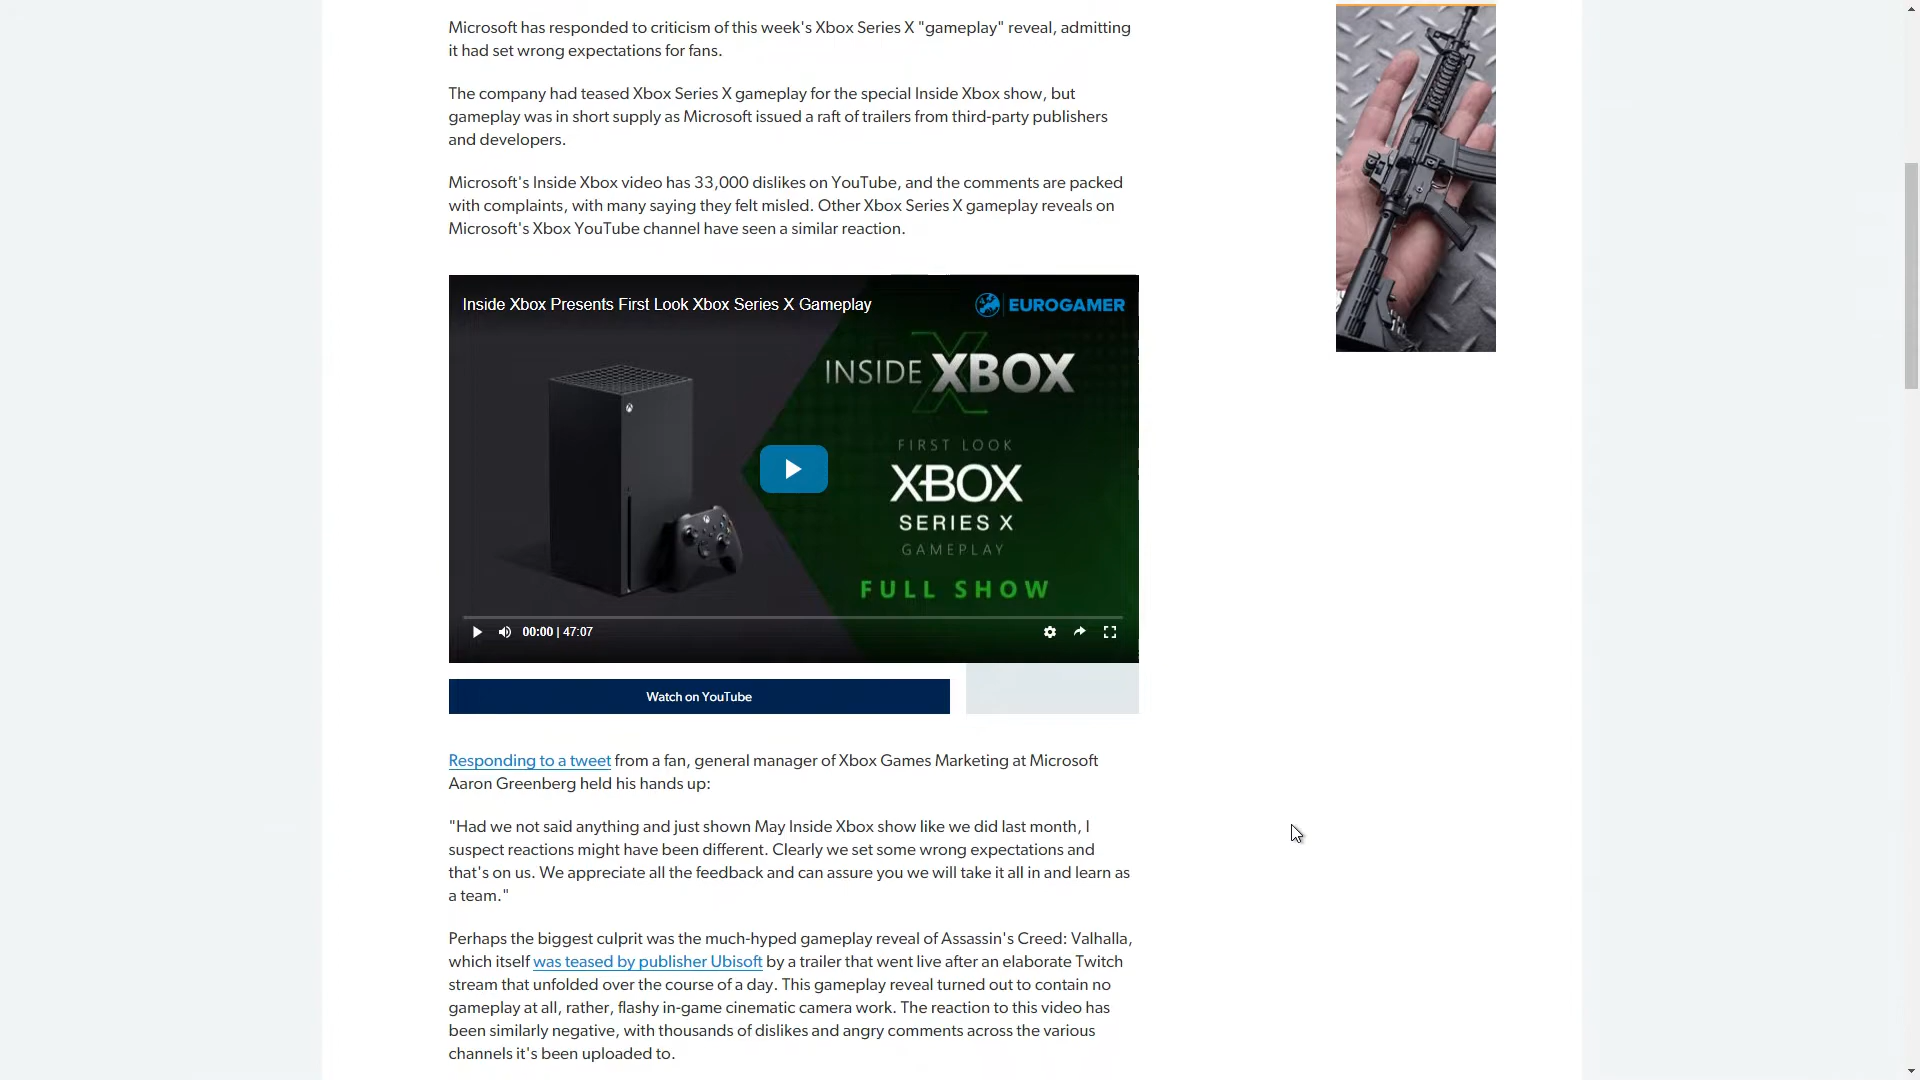 Microsoft has responded to criticism of this week's Xbox Series X "gameplay" reveal, admitting
it had set wrong expectations for fans.
The company had teased Xbox Series X gameplay for the special Inside Xbox show, but
gameplay was in short supply as Microsoft issued a raft of trailers from third-party publishers
and developers.
Microsoft's Inside Xbox video has 33,000 dislikes on YouTube, and the comments are packed
with complaints, with many saying they felt misled. Other Xbox Series X gameplay reveals on
Microsoft's Xbox YouTube channel have seen a similar reaction.
Inside Xbox Presents First Look Xbox Series X Gameplay
EUROGAMER
INSIDE XBOX
FIRST LOOK
XBOX
SERIES X
GAMEPLAY
FULL SHOW
00:00 | 47:07
Watch on YouTube
Responding to a tweet from a fan, general manager of Xbox Games Marketing at Microsoft
Aaron Greenberg held his hands up:
"Had we not said anything and just shown May Inside Xbox show like we did last month, I
suspect reactions might have been different. Clearly we set some wrong expectations and
that's on us. We appreciate all the feedback and can assure you we will take it all in and learn as
a team."
Perhaps the biggest culprit was the much-hyped gameplay reveal of Assassin's Creed: Valhalla,
which itself was teased by publisher Ubisoft by a trailer that went live after an elaborate Twitch
stream that unfolded over the course of a day. This gameplay reveal turned out to contain no
gameplay at all, rather, flashy in-game cinematic camera work. The reaction to this video has
been similarly negative, with thousands of dislikes and angry comments across the various
channels it's been uploaded to.